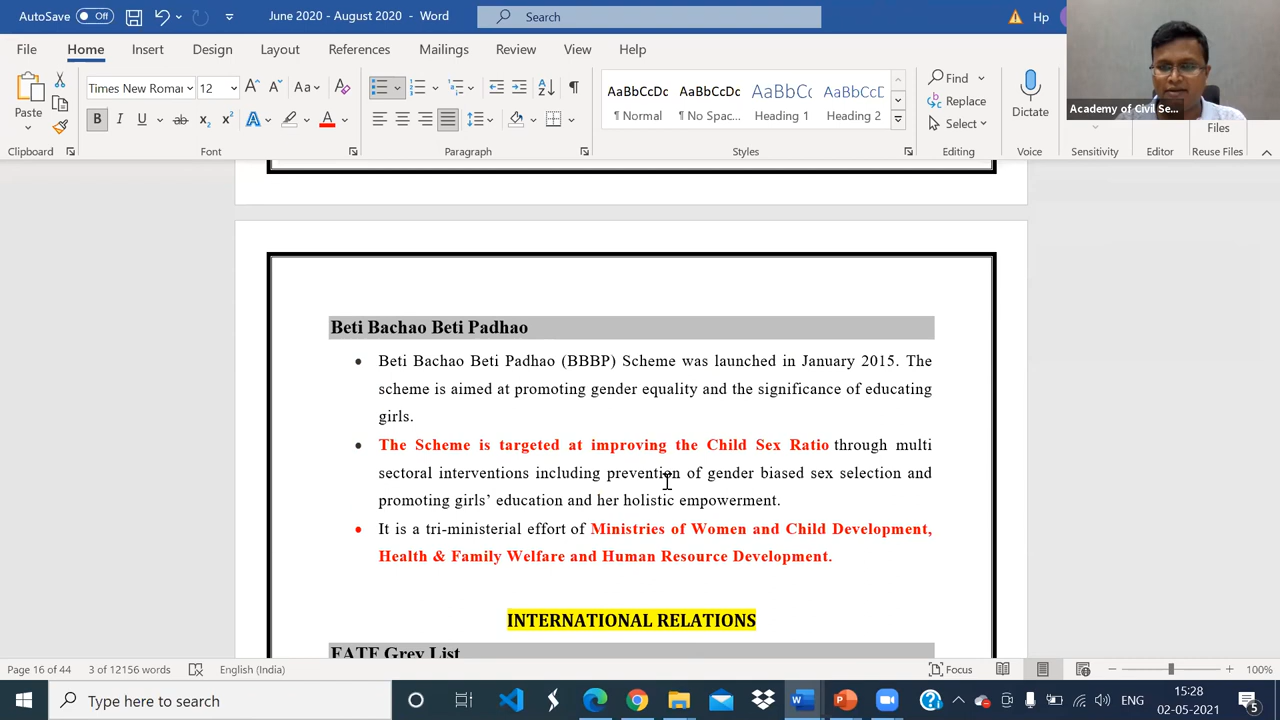 AutoSave Off June 2020 - August 2020 - Word Search Hp
File Home Insert Design Layout References Mailings Review View Help
Paste Times New Roma 12 Aa AaBbCcDc AaBbCcDc AaBbCc AaBbCcD Find Replace Select Dictate Files
¶ Normal ¶ No Spac... Heading 1 Heading 2
Academy of Civil Se...
Clipboard Font Paragraph Styles Editing Voice Sensitivity Editor Reuse Files
Beti Bachao Beti Padhao
• Beti Bachao Beti Padhao (BBBP) Scheme was launched in January 2015. The
scheme is aimed at promoting gender equality and the significance of educating
girls.
• The Scheme is targeted at improving the Child Sex Ratio through multi
sectoral interventions including prevention of gender biased sex selection and
promoting girls' education and her holistic empowerment.
• It is a tri-ministerial effort of Ministries of Women and Child Development,
Health & Family Welfare and Human Resource Development.
INTERNATIONAL RELATIONS
FATF Grey List
Page 16 of 44 3 of 12156 words English (India) Focus 100%
Type here to search ENG 15:28
02-05-2021 5